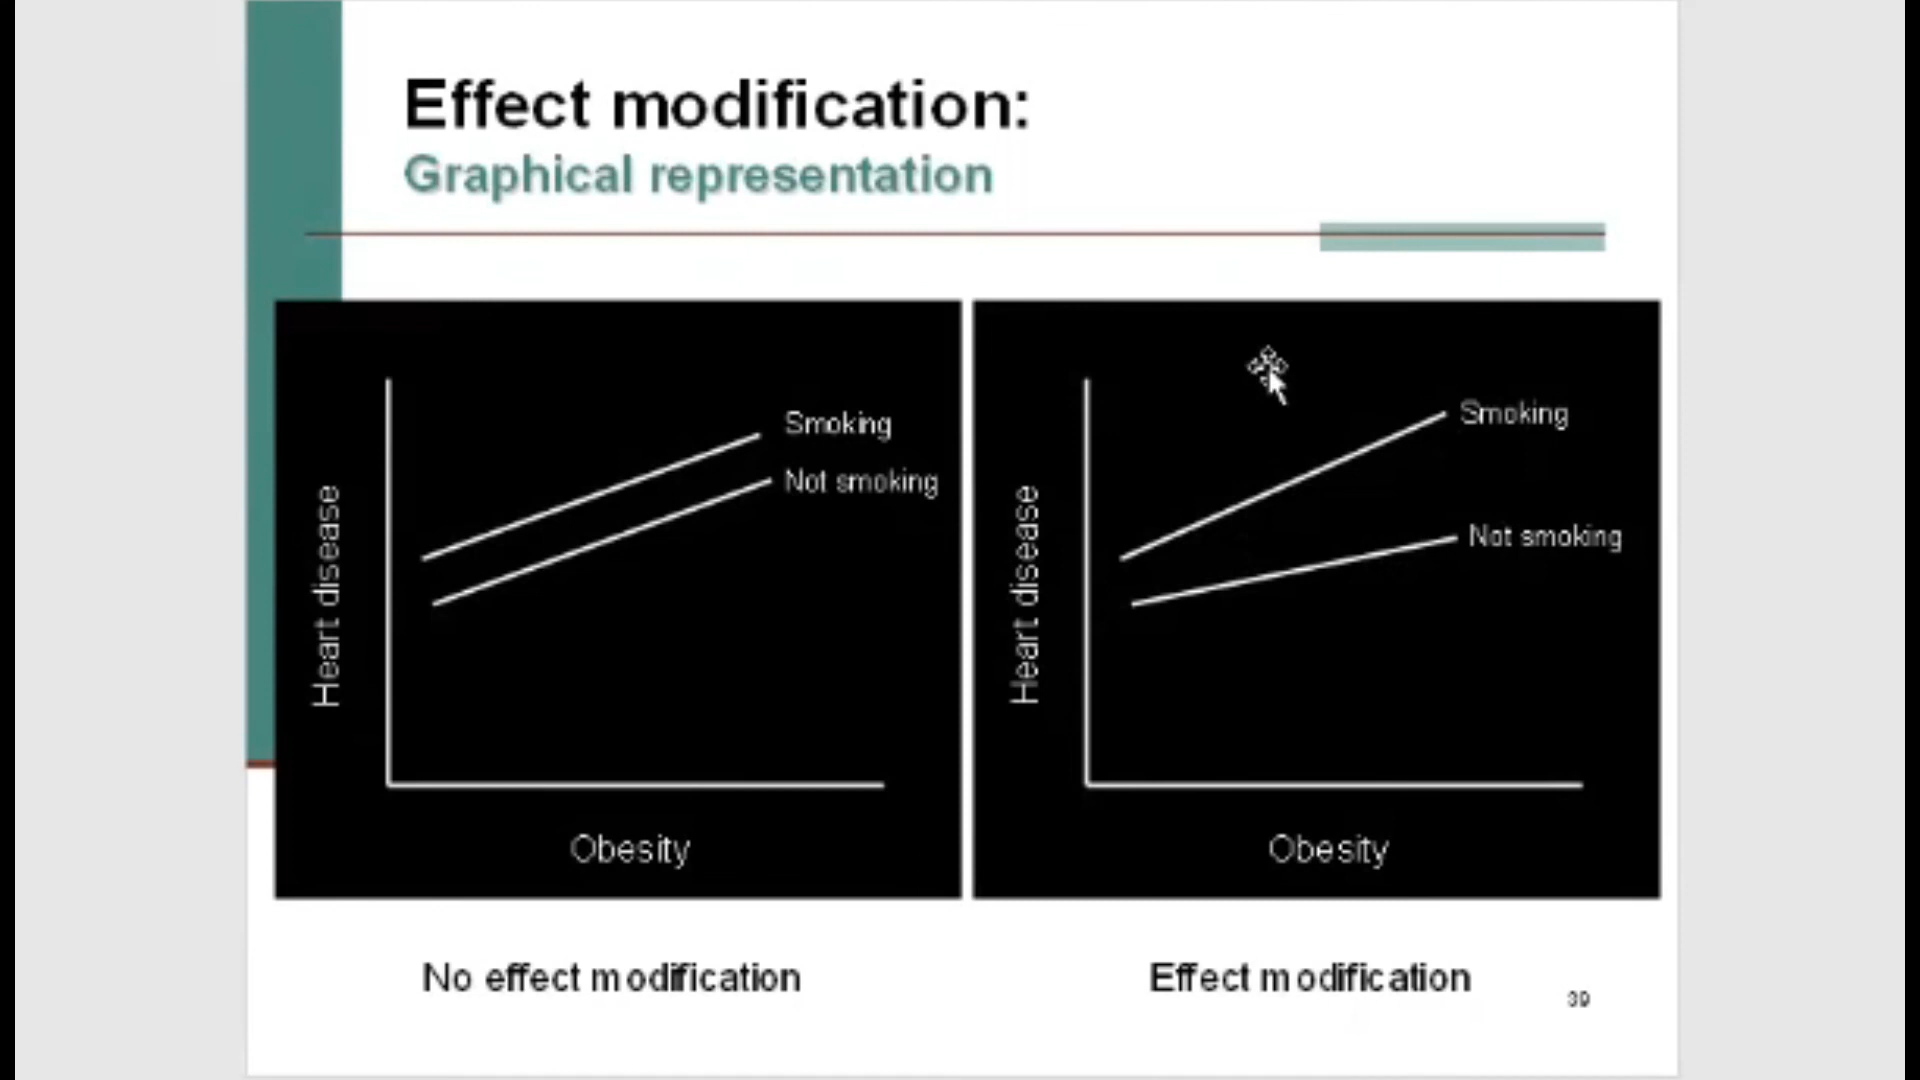 Effect modification:
Graphical representation
Smoking
Not smoking
Heart disease
Obesity
Smoking
Not smoking
Heart disease
Obesity
No effect modification
Effect modification
39